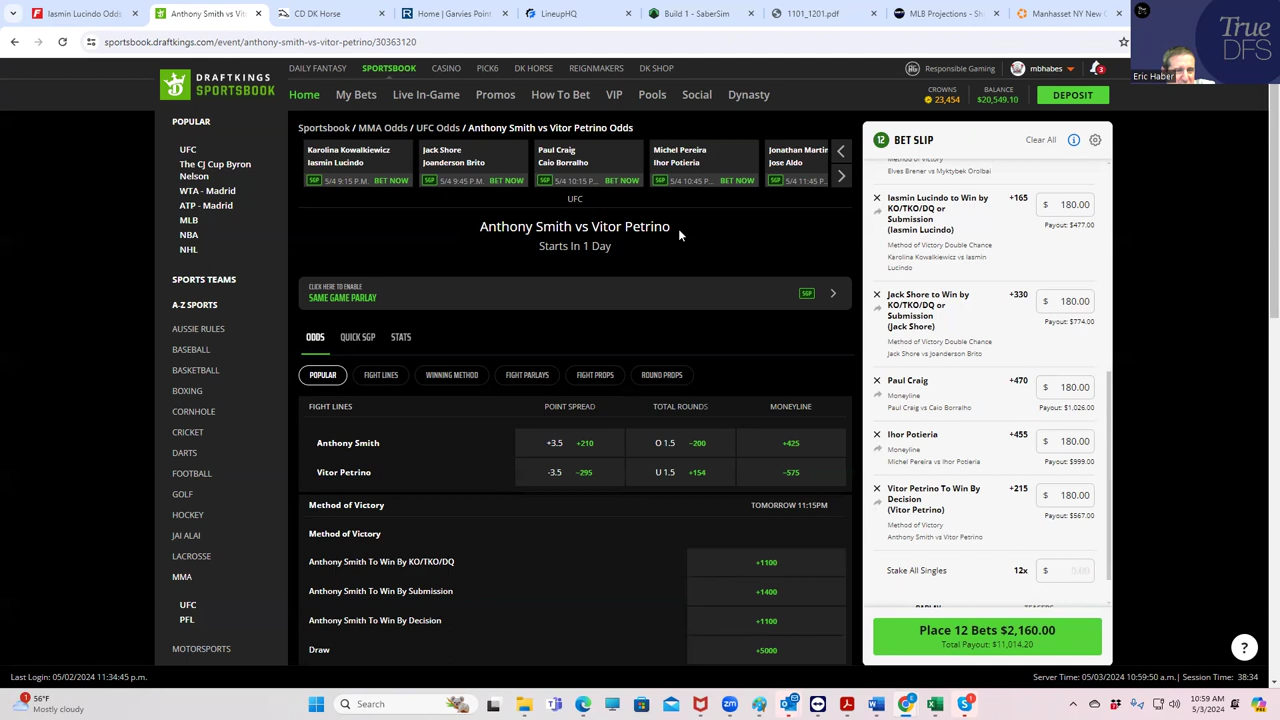 Iasmin Lucindo Odds
Anthony Smith vs Vitor Petrin
CD DK Horse
Home | Garvies Point
LineupHQ
Build 1 - SaberSim
1101_1201.pdf
MLB Projections - S
Manhasset NY New C
sportsbook.draftkings.com/event/anthony-smith-vs-vitor-petrino/30363120
True
DFS
Eric Haber
DRAFTKINGS
SPORTSBOOK
DAILY FANTASY
SPORTSBOOK
CASINO
PICK6
DK HORSE
REIGNMAKERS
DK SHOP
Responsible Gaming
mbhabes
3
Home
My Bets
Live In-Game
Promos
How To Bet
VIP
Pools
Social
Dynasty
CROWNS
23,454
BALANCE
$20,549.10
DEPOSIT
POPULAR
UFC
The CJ Cup Byron
Nelson
WTA - Madrid
ATP - Madrid
MLB
NBA
NHL
SPORTS TEAMS
A-Z SPORTS
AUSSIE RULES
BASEBALL
BASKETBALL
BOXING
CORNHOLE
CRICKET
DARTS
FOOTBALL
GOLF
HOCKEY
JAI ALAI
LACROSSE
MMA
UFC
PFL
MOTORSPORTS
Sportsbook / MMA Odds / UFC Odds / Anthony Smith vs Vitor Petrino Odds
Karolina Kowalkiewicz
Iasmin Lucindo
SGP 5/4 9:15 P.M. BET NOW
Jack Shore
Joanderson Brito
SGP 5/4 9:45 P.M. BET NOW
Paul Craig
Caio Borralho
SGP 5/4 10:15 P.M. BET NOW
Michel Pereira
Ihor Potieria
SGP 5/4 10:45 P.M. BET NOW
Jonathan Martin
Jose Aldo
SGP 5/4 11:45 P.M.
UFC
Anthony Smith vs Vitor Petrino
Starts In 1 Day
CLICK HERE TO ENABLE
SAME GAME PARLAY
SGP
ODDS
QUICK SGP
STATS
POPULAR
FIGHT LINES
WINNING METHOD
FIGHT PARLAYS
FIGHT PROPS
ROUND PROPS
FIGHT LINES
POINT SPREAD
TOTAL ROUNDS
MONEYLINE
Anthony Smith
+3.5 +210
O 1.5 −200
+425
Vitor Petrino
-3.5 −295
U 1.5 +154
−575
Method of Victory
TOMORROW 11:15PM
Method of Victory
Anthony Smith To Win By KO/TKO/DQ
+1100
Anthony Smith To Win By Submission
+1400
Anthony Smith To Win By Decision
+1100
Draw
+5000
12
BET SLIP
Clear All
Method of Victory
Elves Brener vs Myktybek Orolbai
Iasmin Lucindo to Win by
KO/TKO/DQ or
Submission
(Iasmin Lucindo)
+165
$ 180.00
Payout: $477.00
Method of Victory Double Chance
Karolina Kowalkiewicz vs Iasmin
Lucindo
Jack Shore to Win by
KO/TKO/DQ or
Submission
(Jack Shore)
+330
$ 180.00
Payout: $774.00
Method of Victory Double Chance
Jack Shore vs Joanderson Brito
Paul Craig
+470
$ 180.00
Moneyline
Paul Craig vs Caio Borralho
Payout: $1,026.00
Ihor Potieria
+455
$ 180.00
Moneyline
Michel Pereira vs Ihor Potieria
Payout: $999.00
Vitor Petrino To Win By
Decision
(Vitor Petrino)
+215
$ 180.00
Payout: $567.00
Method of Victory
Anthony Smith vs Vitor Petrino
Stake All Singles
12x
$ 0.00
PARLAY
TEASERS
Place 12 Bets $2,160.00
Total Payout: $11,014.20
?
Last Login: 05/02/2024 11:34:45 p.m.
Server Time: 05/03/2024 10:59:50 a.m.| Session Time: 38:34
1
56°F
Mostly cloudy
Search
1
10:59 AM
5/3/2024